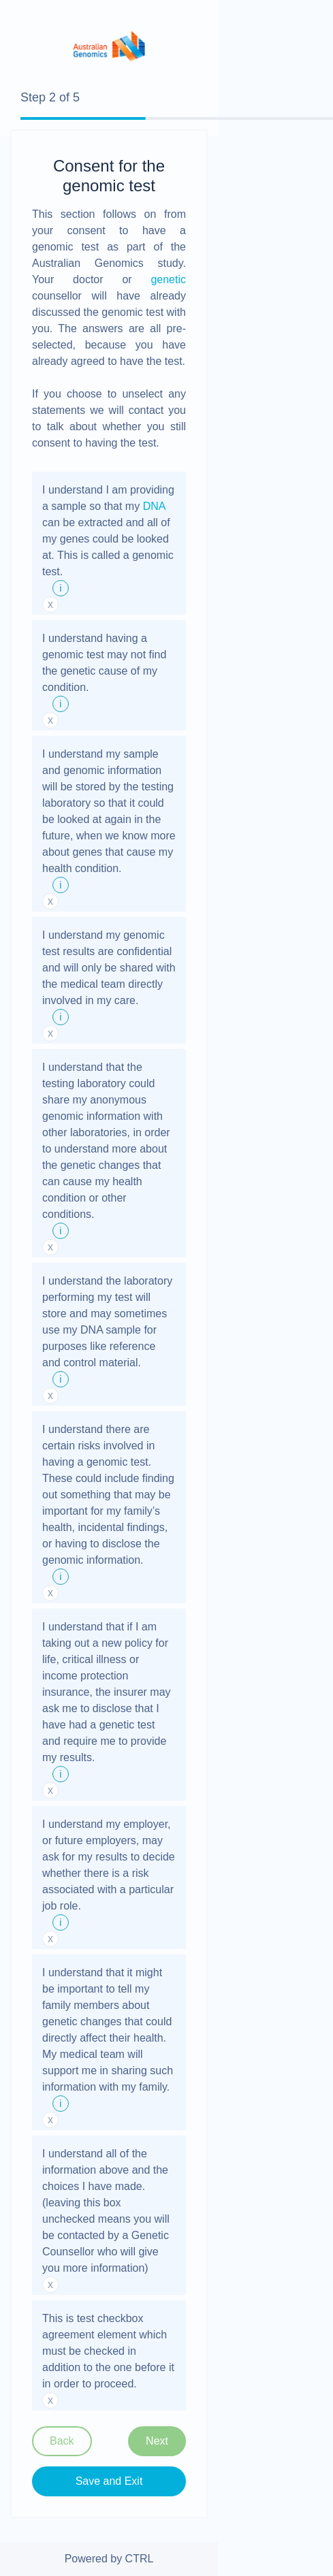 Australian
Genomics
Step 2 of 5
Consent for the
genomic test
This section follows on from
your consent to have a
genomic test as part of the
Australian Genomics study.
Your doctor or genetic
counsellor will have already
discussed the genomic test with
you. The answers are all pre-
selected, because you have
already agreed to have the test.
If you choose to unselect any
statements we will contact you
to talk about whether you still
consent to having the test.
I understand I am providing
a sample so that my DNA
can be extracted and all of
my genes could be looked
at. This is called a genomic
test.
i
x
I understand having a
genomic test may not find
the genetic cause of my
condition.
i
x
I understand my sample
and genomic information
will be stored by the testing
laboratory so that it could
be looked at again in the
future, when we know more
about genes that cause my
health condition.
i
x
I understand my genomic
test results are confidential
and will only be shared with
the medical team directly
involved in my care.
i
x
I understand that the
testing laboratory could
share my anonymous
genomic information with
other laboratories, in order
to understand more about
the genetic changes that
can cause my health
condition or other
conditions.
i
x
I understand the laboratory
performing my test will
store and may sometimes
use my DNA sample for
purposes like reference
and control material.
i
x
I understand there are
certain risks involved in
having a genomic test.
These could include finding
out something that may be
important for my family's
health, incidental findings,
or having to disclose the
genomic information.
i
x
I understand that if I am
taking out a new policy for
life, critical illness or
income protection
insurance, the insurer may
ask me to disclose that I
have had a genetic test
and require me to provide
my results.
i
x
I understand my employer,
or future employers, may
ask for my results to decide
whether there is a risk
associated with a particular
job role.
i
x
I understand that it might
be important to tell my
family members about
genetic changes that could
directly affect their health.
My medical team will
support me in sharing such
information with my family.
i
x
I understand all of the
information above and the
choices I have made.
(leaving this box
unchecked means you will
be contacted by a Genetic
Counsellor who will give
you more information)
x
This is test checkbox
agreement element which
must be checked in
addition to the one before it
in order to proceed.
x
Back Next
Save and Exit
Powered by CTRL